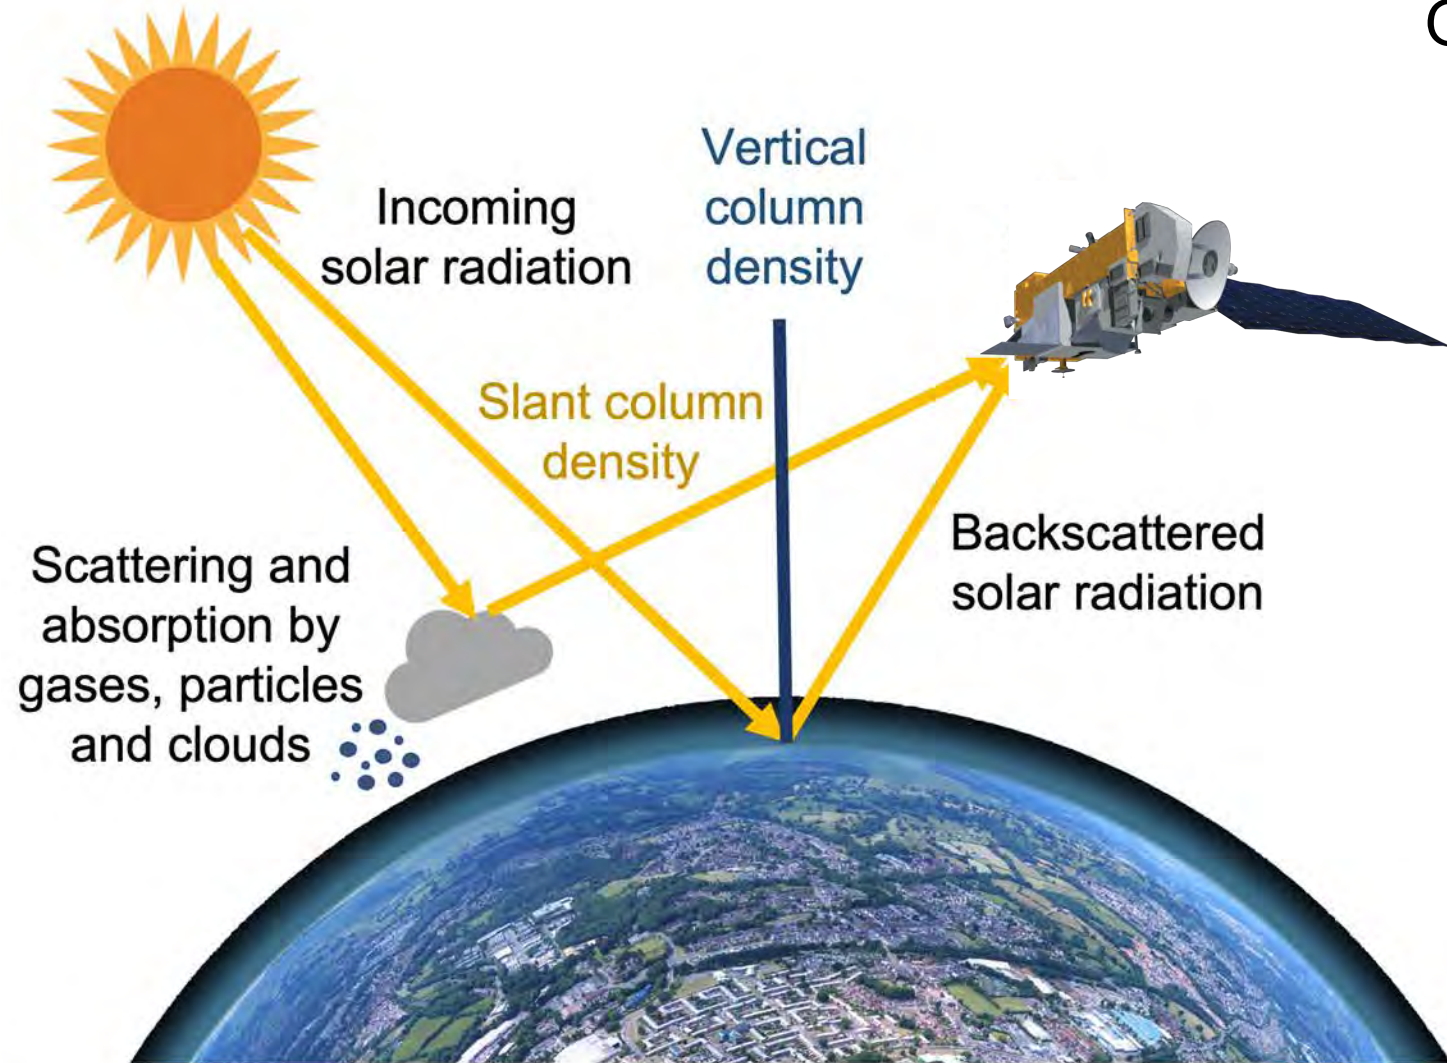 Incoming
solar radiation
Vertical
column
density
Slant column
density
Scattering and
absorption by
gases, particles
and clouds
Backscattered
solar radiation